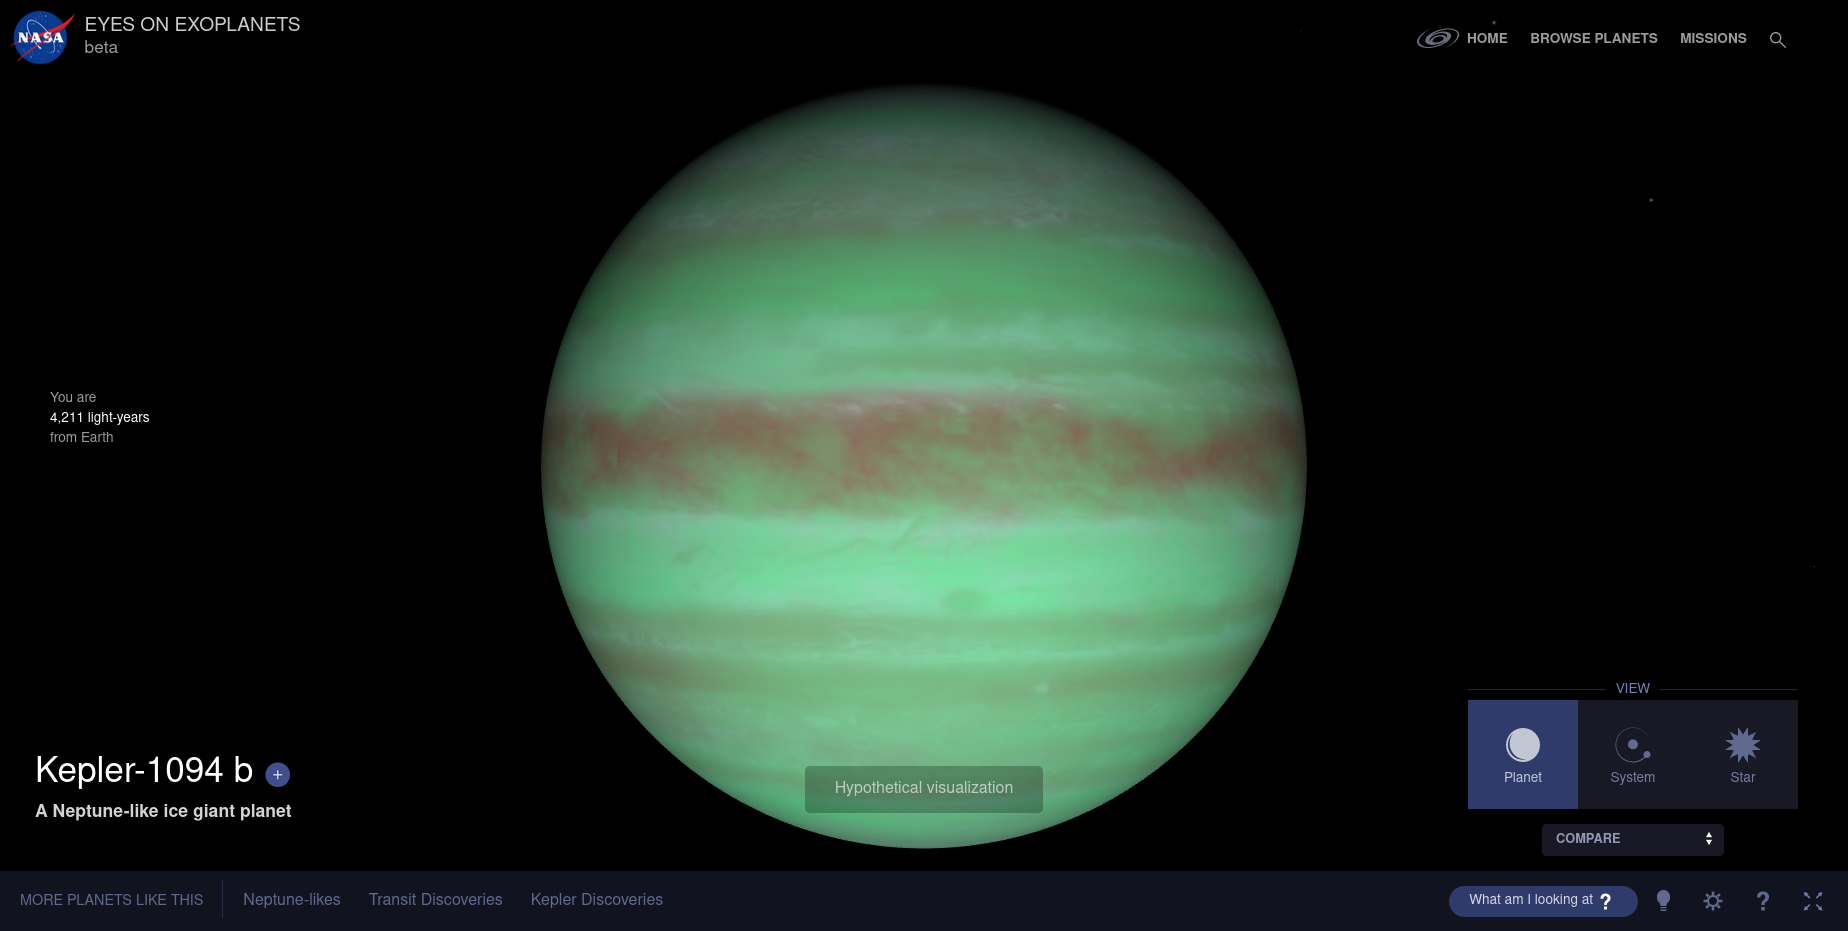 NASA
EYES ON EXOPLANETS
beta
HOME
BROWSE PLANETS
MISSIONS
You are
4,211 light-years
from Earth
Kepler-1094 b +
A Neptune-like ice giant planet
Hypothetical visualization
VIEW
Planet
System
Star
COMPARE
MORE PLANETS LIKE THIS
Neptune-likes
Transit Discoveries
Kepler Discoveries
What am I looking at ?
?